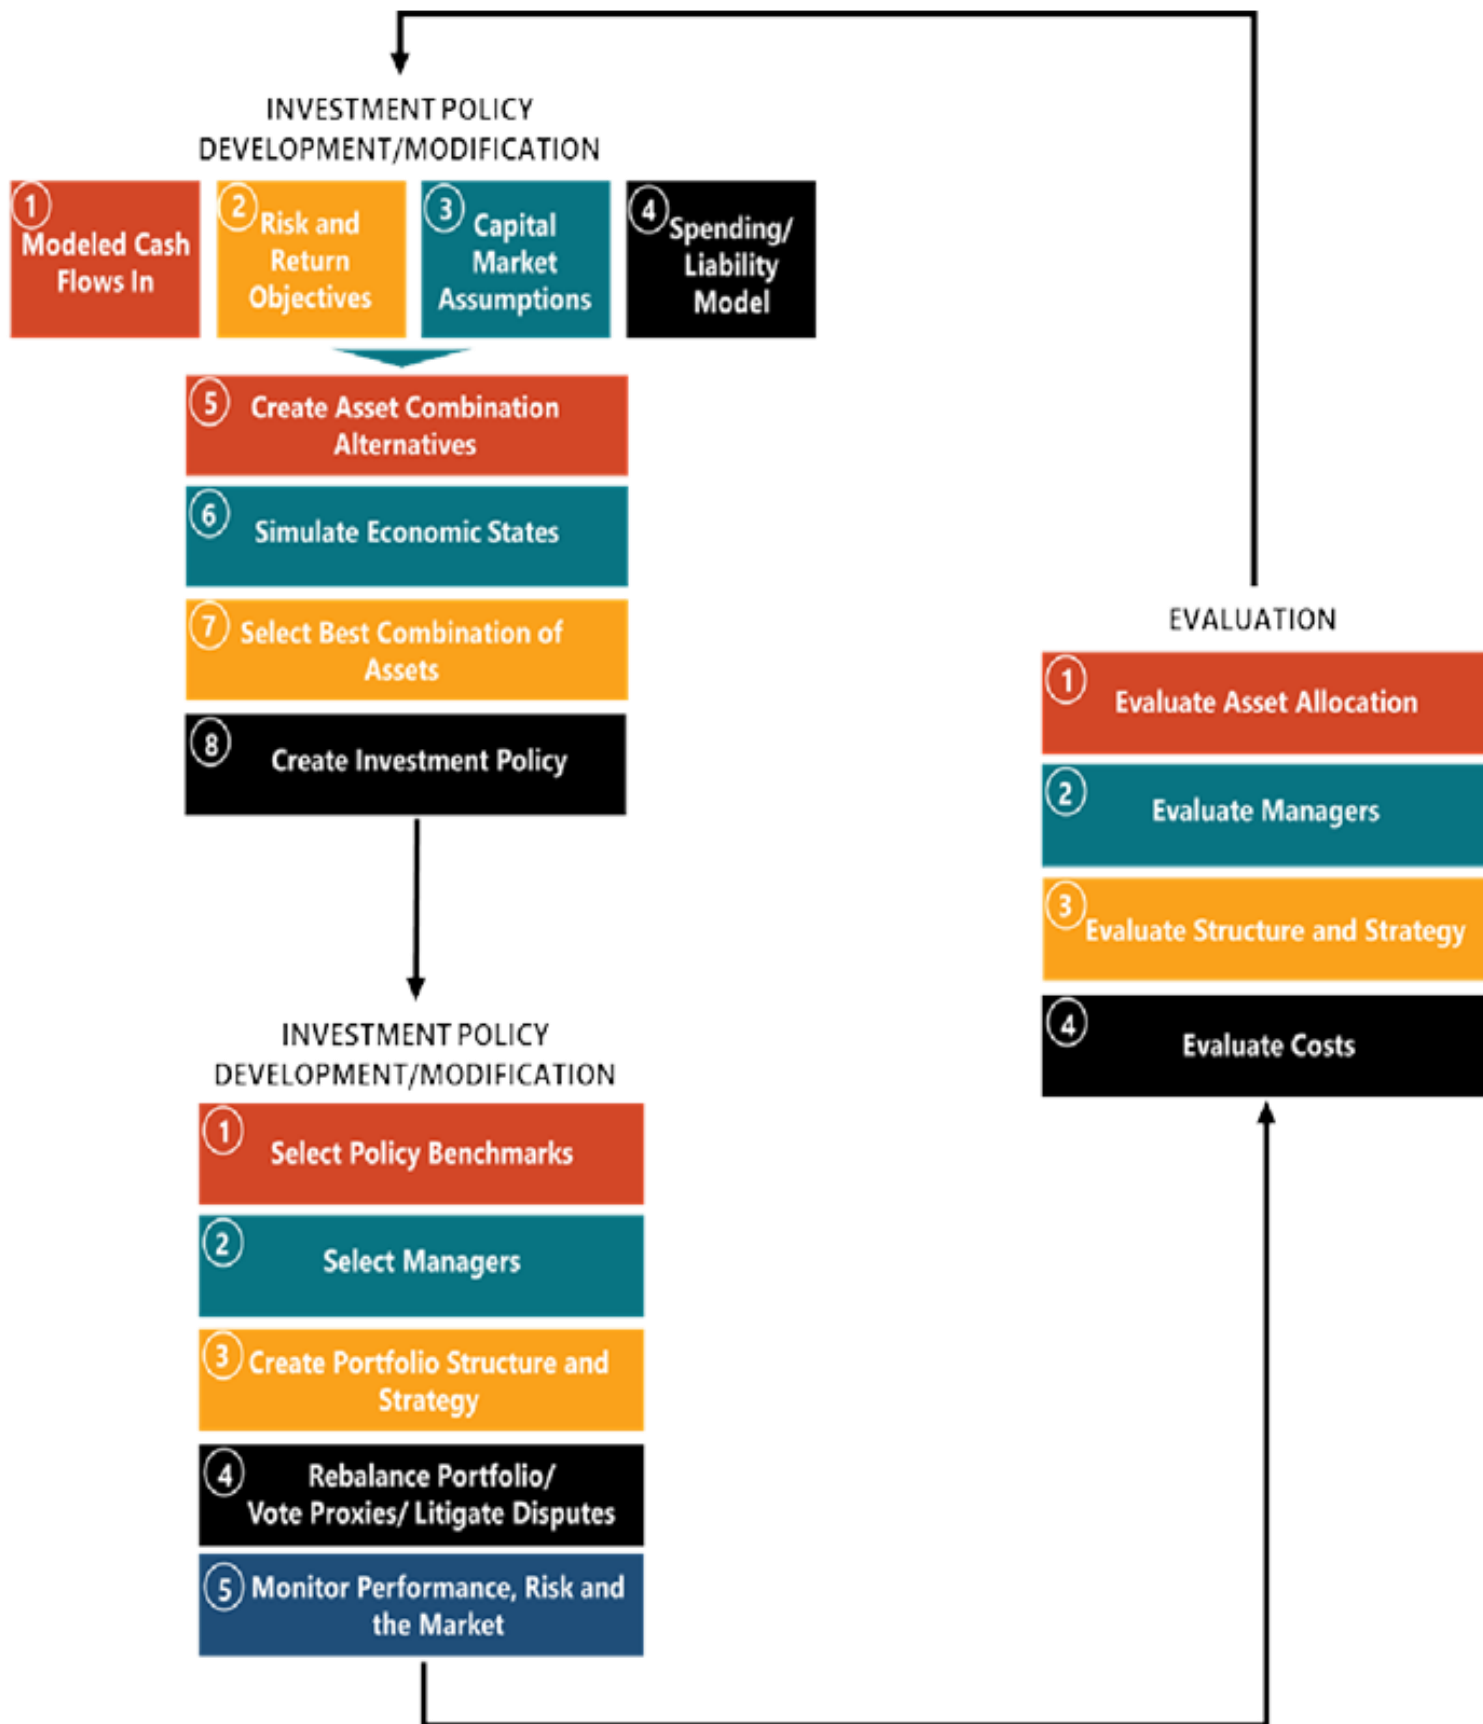 INVESTMENT POLICY
DEVELOPMENT/MODIFICATION
1
Modeled Cash
Flows In
2
Risk and
Return
Objectives
3
Capital
Market
Assumptions
4
Spending/
Liability
Model
5
Create Asset Combination
Alternatives
6
Simulate Economic States
7
Select Best Combination of
Assets
8
Create Investment Policy
INVESTMENT POLICY
DEVELOPMENT/MODIFICATION
1
Select Policy Benchmarks
2
Select Managers
3
Create Portfolio Structure and
Strategy
4
Rebalance Portfolio/
Vote Proxies/ Litigate Disputes
5
Monitor Performance, Risk and
the Market
EVALUATION
1
Evaluate Asset Allocation
2
Evaluate Managers
3
Evaluate Structure and Strategy
4
Evaluate Costs